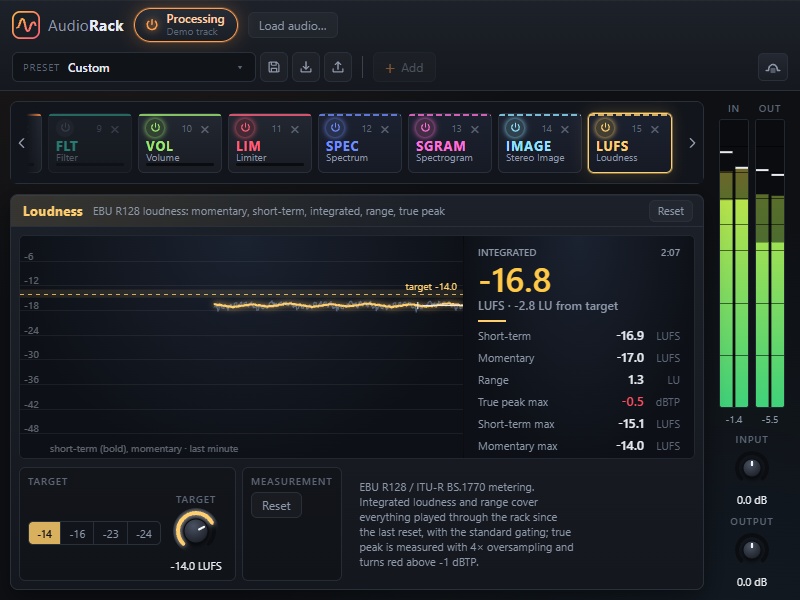 AudioRack
Processing
Demo track
Load audio...
PRESET Custom
+ Add
9
FLT
Filter
10
VOL
Volume
11
LIM
Limiter
12
SPEC
Spectrum
13
SGRAM
Spectrogram
14
IMAGE
Stereo Image
15
LUFS
Loudness
IN OUT
Loudness EBU R128 loudness: momentary, short-term, integrated, range, true peak
Reset
-6
-12
target -14.0
-18
-24
-30
-36
-42
-48
short-term (bold), momentary · last minute
INTEGRATED 2:07
-16.8
LUFS · -2.8 LU from target
Short-term -16.9 LUFS
Momentary -17.0 LUFS
Range 1.3 LU
True peak max -0.5 dBTP
Short-term max -15.1 LUFS
Momentary max -14.0 LUFS
-1.4 -5.5
INPUT
0.0 dB
OUTPUT
0.0 dB
TARGET
-14 -16 -23 -24
TARGET
-14.0 LUFS
MEASUREMENT
Reset
EBU R128 / ITU-R BS.1770 metering.
Integrated loudness and range cover
everything played through the rack since
the last reset, with the standard gating; true
peak is measured with 4× oversampling and
turns red above -1 dBTP.